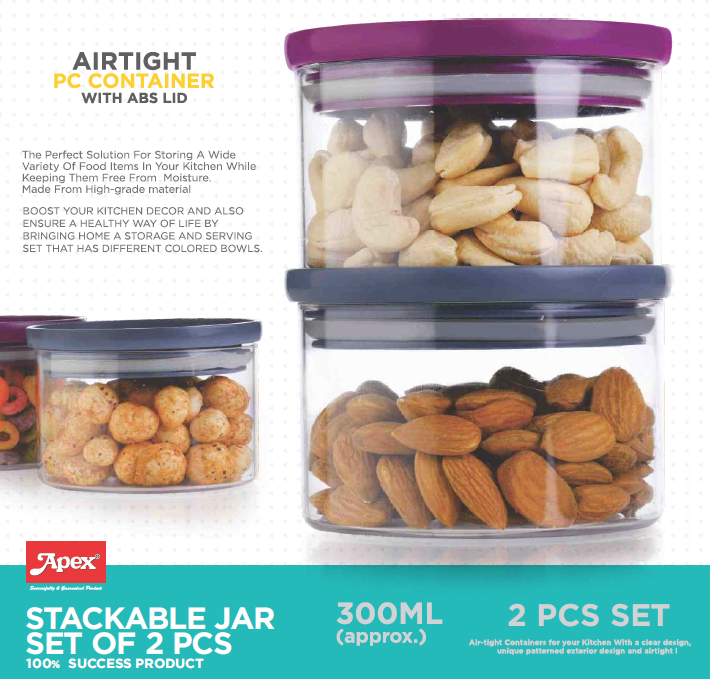 AIRTIGHT
PC CONTAINER
WITH ABS LID
The Perfect Solution For Storing A Wide
Variety Of Food Items In Your Kitchen While
Keeping Them Free From Moisture.
Made From High-grade material
BOOST YOUR KITCHEN DECOR AND ALSO
ENSURE A HEALTHY WAY OF LIFE BY
BRINGING HOME A STORAGE AND SERVING
SET THAT HAS DIFFERENT COLORED BOWLS.
Apex®
Successfully & Guaranteed Product
STACKABLE JAR
SET OF 2 PCS
100% SUCCESS PRODUCT
300ML
(approx.)
2 PCS SET
Air-tight Containers for your Kitchen With a clear design,
unique patterned exterior design and airtight !